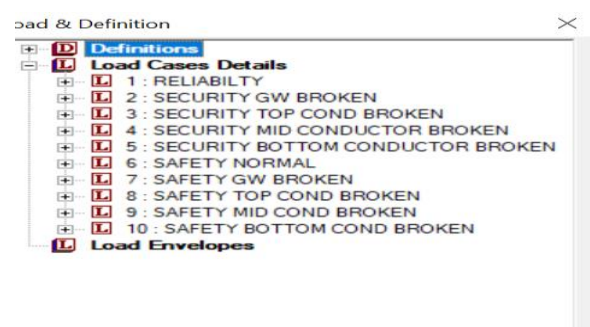 oad & Definition
D Definitions
L Load Cases Details
L 1 : RELIABILTY
L 2 : SECURITY GW BROKEN
L 3 : SECURITY TOP COND BROKEN
L 4 : SECURITY MID CONDUCTOR BROKEN
L 5 : SECURITY BOTTOM CONDUCTOR BROKEN
L 6 : SAFETY NORMAL
L 7 : SAFETY GW BROKEN
L 8 : SAFETY TOP COND BROKEN
L 9 : SAFETY MID COND BROKEN
L 10 : SAFETY BOTTOM COND BROKEN
L Load Envelopes